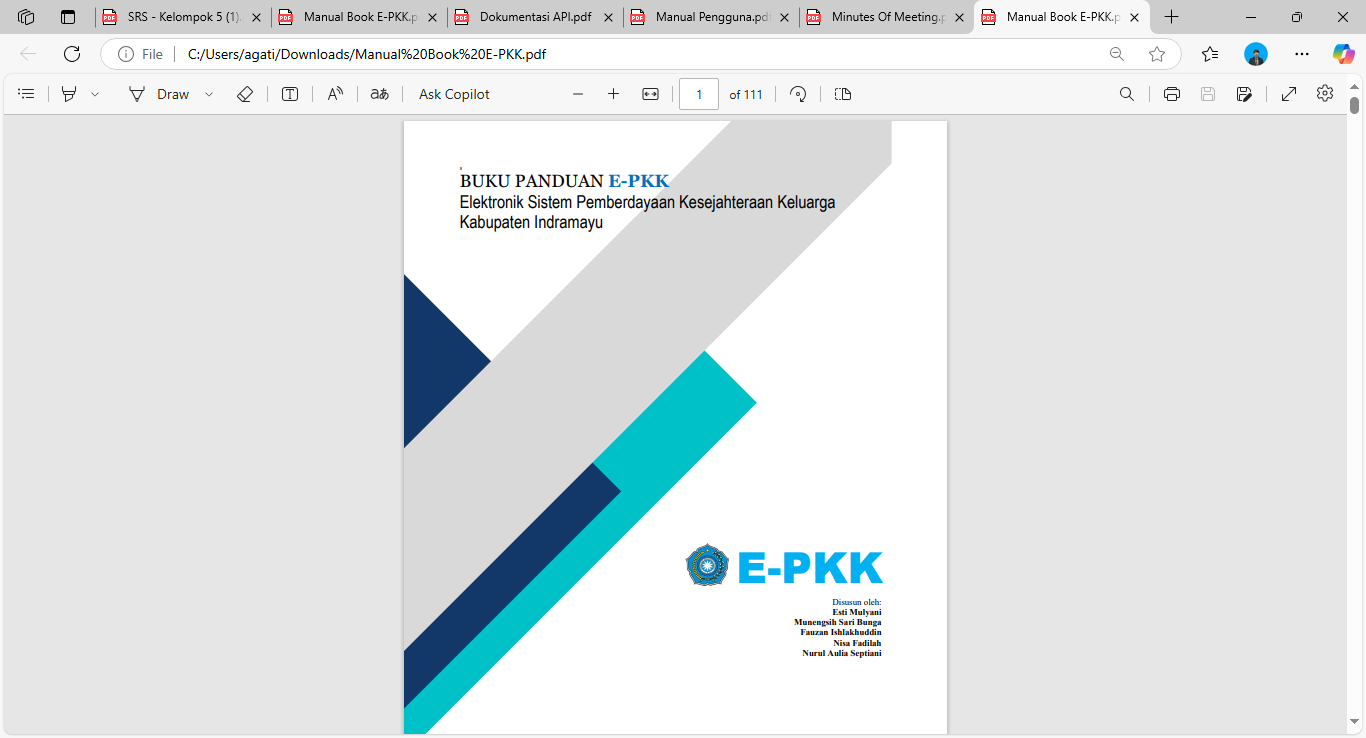 SRS - Kelompok 5 (1).
Manual Book E-PKK.p
Dokumentasi API.pdf
Manual Pengguna.pdf
Minutes Of Meeting.p
Manual Book E-PKK.p
File
C:/Users/agati/Downloads/Manual%20Book%20E-PKK.pdf
Draw
A
aあ
Ask Copilot
1
of 111
BUKU PANDUAN E-PKK
Elektronik Sistem Pemberdayaan Kesejahteraan Keluarga
Kabupaten Indramayu
E-PKK
Disusun oleh:
Esti Mulyani
Munengsih Sari Bunga
Fauzan Ishlakhuddin
Nisa Fadilah
Nurul Aulia Septiani